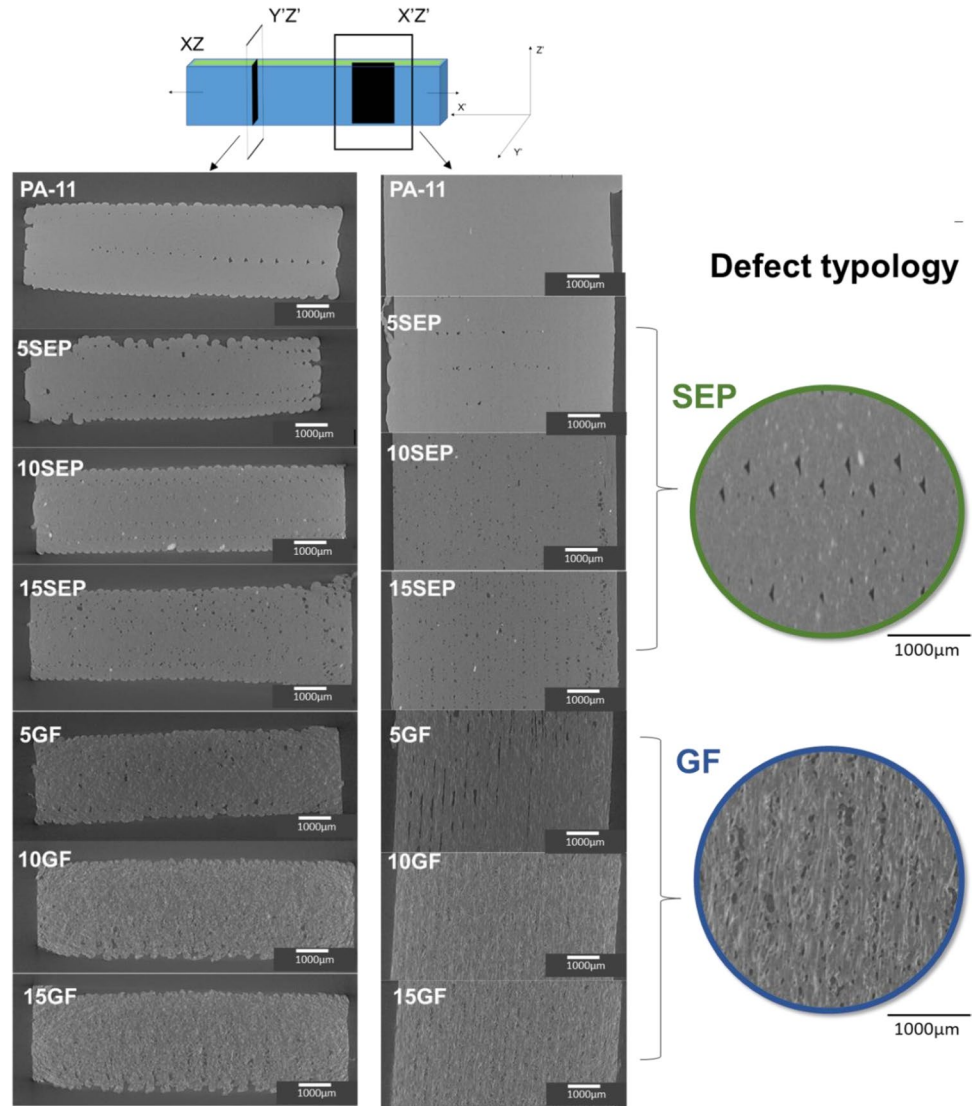 Y'Z'
X'Z'
XZ
Z'
X'
Y'
PA-11
1000µm
5SEP
1000µm
10SEP
1000µm
15SEP
1000µm
5GF
1000µm
10GF
1000µm
15GF
1000µm
PA-11
1000µm
5SEP
1000µm
10SEP
1000µm
15SEP
1000µm
5GF
1000µm
10GF
1000µm
15GF
1000µm
Defect typology
SEP
1000µm
GF
1000µm